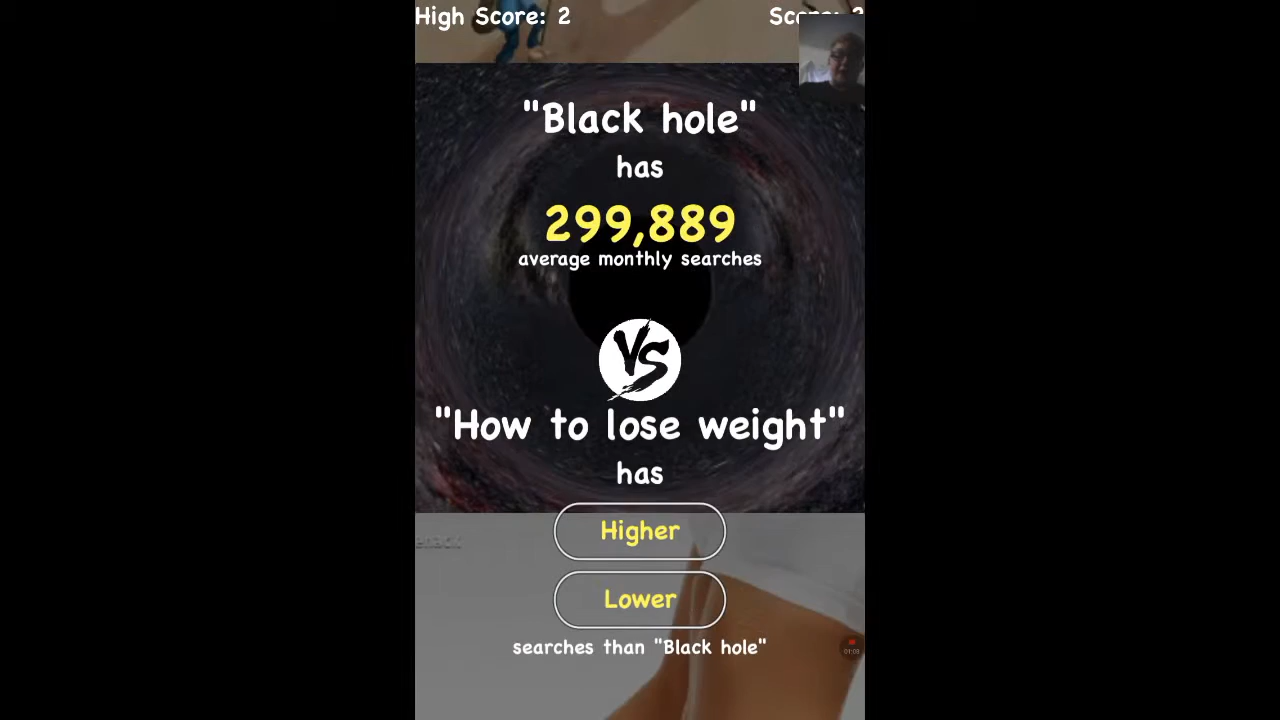 High Score: 2
"Black hole"
has
299,889
average monthly searches
VS
"How to lose weight"
has
Higher
Lower
searches than "Black hole"